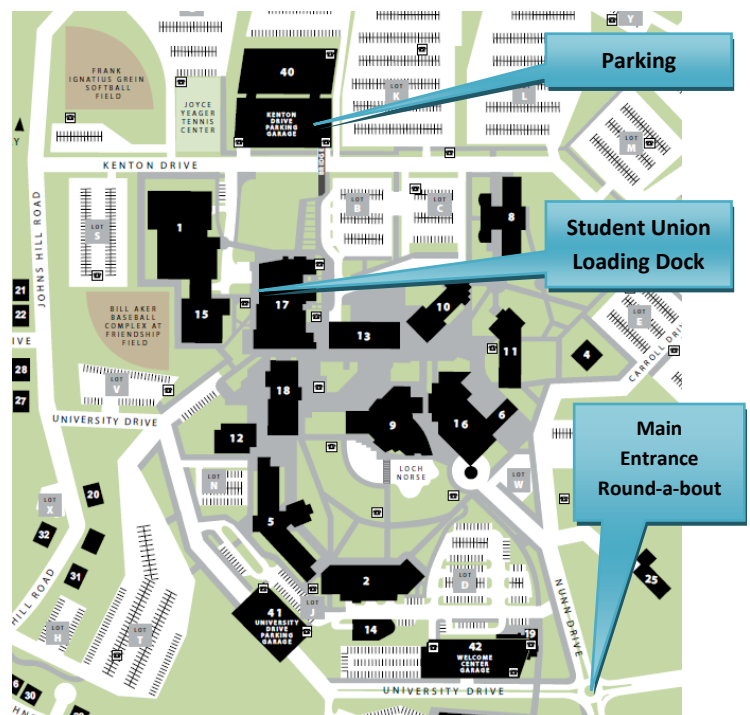 Y
40
KENTON
DRIVE
PARKING
GARAGE
BRIDGE
FRANK
IGNATIUS GREIN
SOFTBALL
FIELD
JOYCE
YEAGER
TENNIS
CENTER
LOT
K
LOT
L
LOT
M
Parking
Y
KENTON DRIVE
JOHNS HILL ROAD
LOT
S
1
LOT
B
LOT
C
8
Student Union
Loading Dock
21
22
BILL AKER
BASEBALL
COMPLEX AT
FRIENDSHIP
FIELD
15
17
13
10
11
4
LOT
E
CARROLL DRIV
IVE
28
27
LOT
V
UNIVERSITY DRIVE
18
12
9
16
6
LOCH
NORSE
LOT
W
Main
Entrance
Round-a-bout
LOT
X
20
32
31
HILL ROAD
LOT
H
LOT
T
LOT
N
5
2
LOT
D
LOT
J
41
UNIVERSITY
DRIVE
PARKING
GARAGE
14
42
WELCOME
CENTER
GARAGE
19
25
NUNN DRIVE
UNIVERSITY DRIVE
6
30